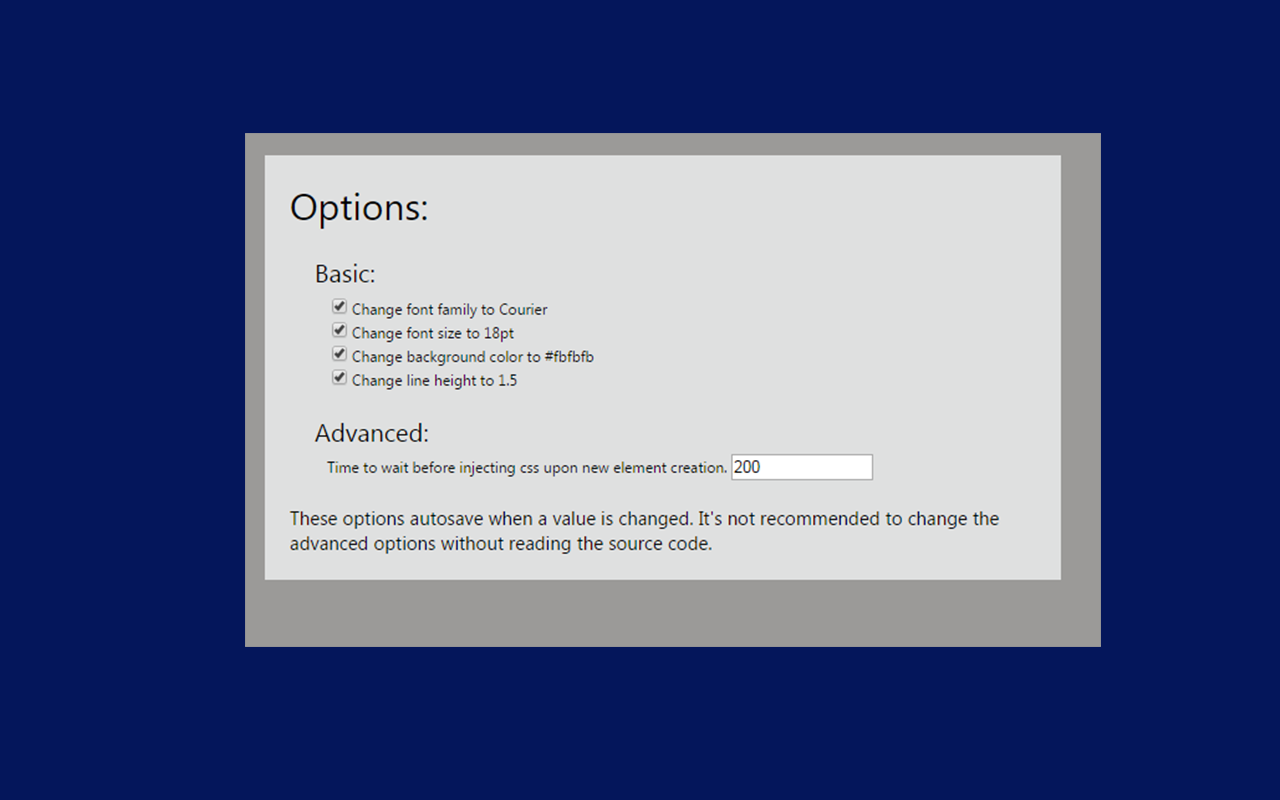 Options:
Basic:
Change font family to Courier
Change font size to 18pt
Change background color to #fbfbfb
Change line height to 1.5
Advanced:
Time to wait before injecting css upon new element creation. 200
These options autosave when a value is changed. It's not recommended to change the
advanced options without reading the source code.